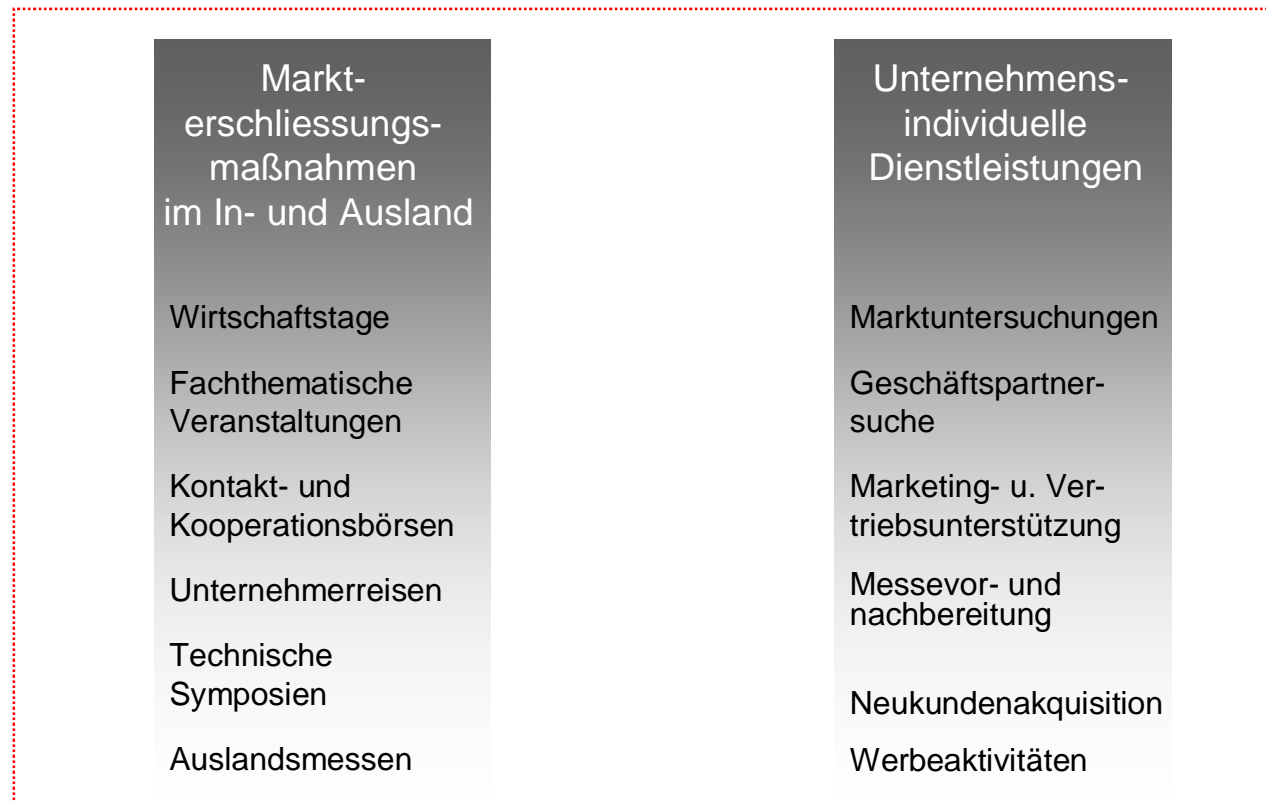 Markt-
erschliessungs-
maßnahmen
im In- und Ausland
Wirtschaftstage
Fachthematische
Veranstaltungen
Kontakt- und
Kooperationsbörsen
Unternehmerreisen
Technische
Symposien
Auslandsmessen
Unternehmens-
individuelle
Dienstleistungen
Marktuntersuchungen
Geschäftspartner-
suche
Marketing- u. Ver-
triebsunterstützung
Messevor- und
nachbereitung
Neukundenakquisition
Werbeaktivitäten